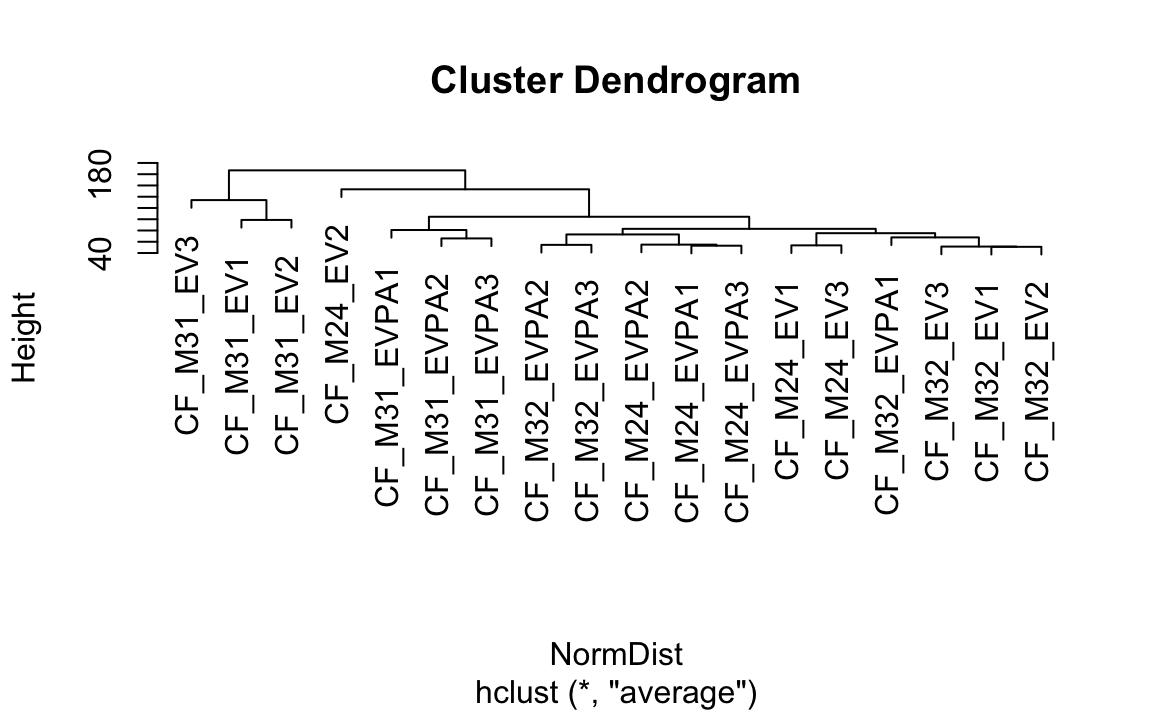 Cluster Dendrogram
Height
180
40
CF_M31_EV3
CF_M31_EV1
CF_M31_EV2
CF_M24_EV2
CF_M31_EVPA1
CF_M31_EVPA2
CF_M31_EVPA3
CF_M32_EVPA2
CF_M32_EVPA3
CF_M24_EVPA2
CF_M24_EVPA1
CF_M24_EVPA3
CF_M24_EV1
CF_M24_EV3
CF_M32_EVPA1
CF_M32_EV3
CF_M32_EV1
CF_M32_EV2
NormDist
hclust (*, "average")